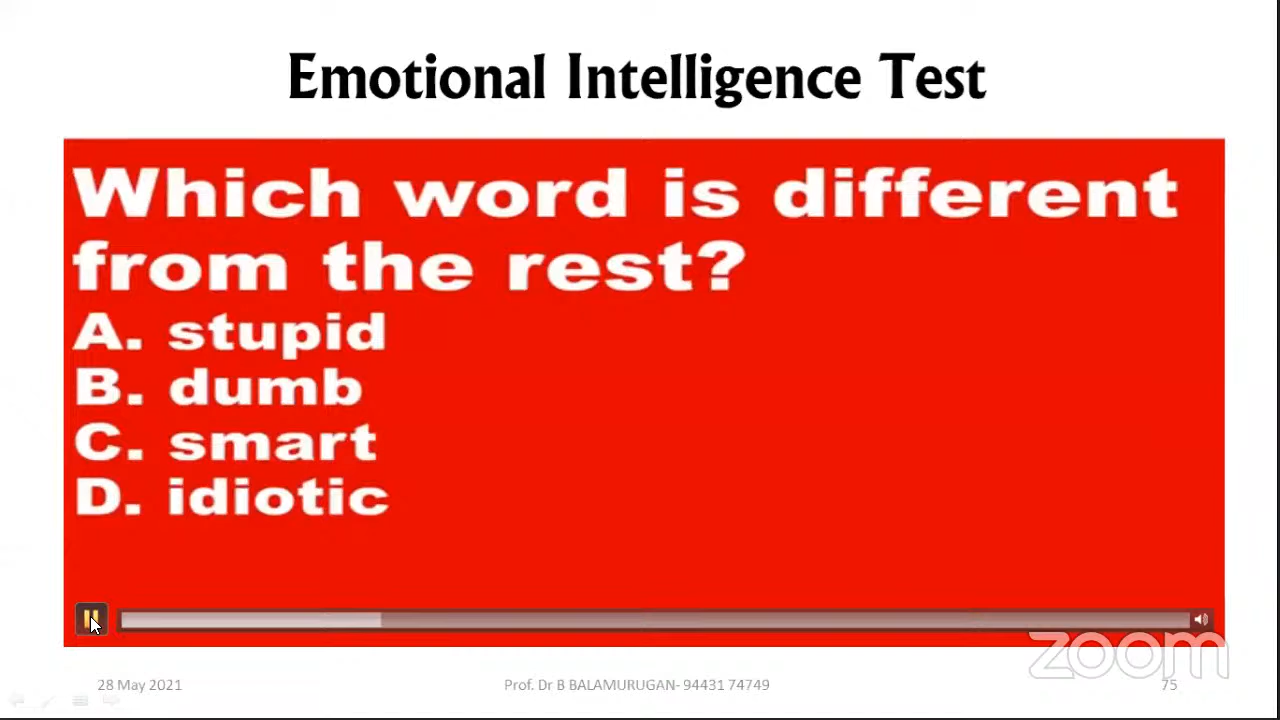 Emotional Intelligence Test
Which word is different
from the rest?
A. stupid
B. dumb
C. smart
D. idiotic
zoom
28 May 2021
Prof. Dr B BALAMURUGAN- 94431 74749
75